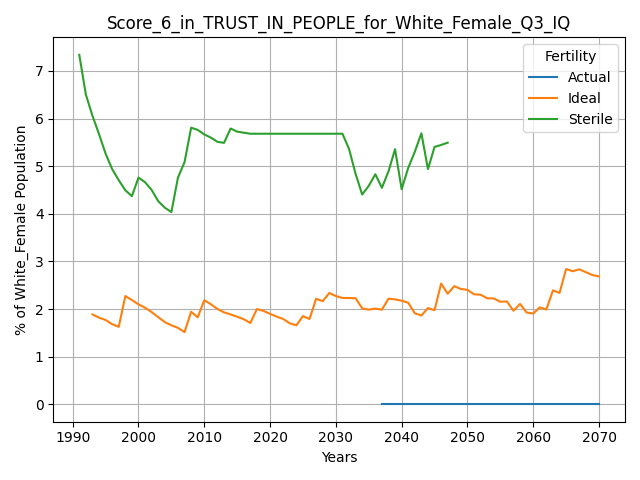 Score_6_in_TRUST_IN_PEOPLE_for_White_Female_Q3_IQ
Fertility
Actual
Ideal
Sterile
% of White_Female Population
7
6
5
4
3
2
1
0
1990 2000 2010 2020 2030 2040 2050 2060 2070
Years